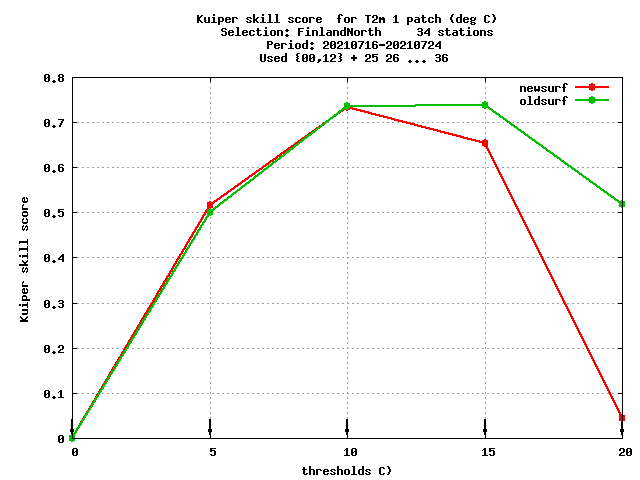 Kuiper skill score  for T2m 1 patch (deg C)
Selection: FinlandNorth     34 stations
Period: 20210716-20210724
Used {00,12} + 25 26 ... 36
newsurf
oldsurf
Kuiper skill score
0.8
0.7
0.6
0.5
0.4
0.3
0.2
0.1
0
0 5 10 15 20
thresholds C)